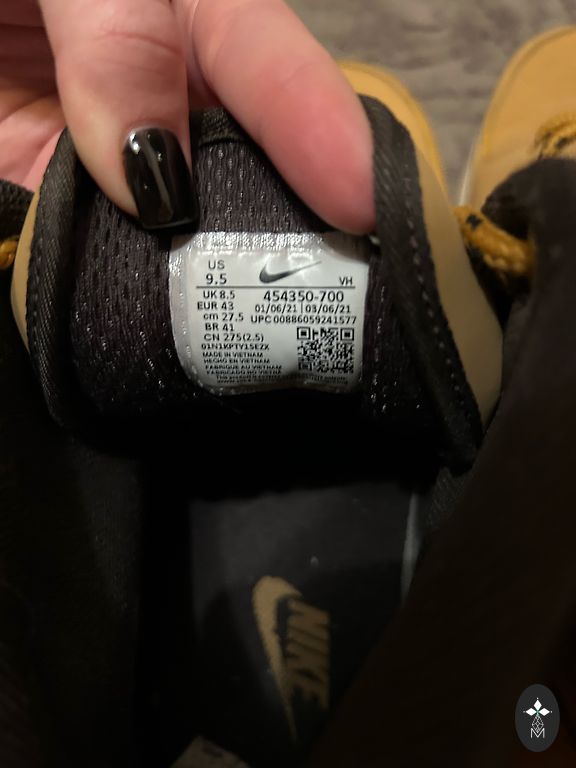 US
9.5
VH
UK 8.5 454350-700
EUR 43 01/06/21 03/06/21
cm 27.5 UPC 00886059241577
BR 41
CN 275(2.5)
01N1KPTY1SEZX
MADE IN VIETNAM
HECHO EN VIETNAM
FABRIQUE AU VIETNAM
FABRICADO NO VIETNÃ
NIKE
M